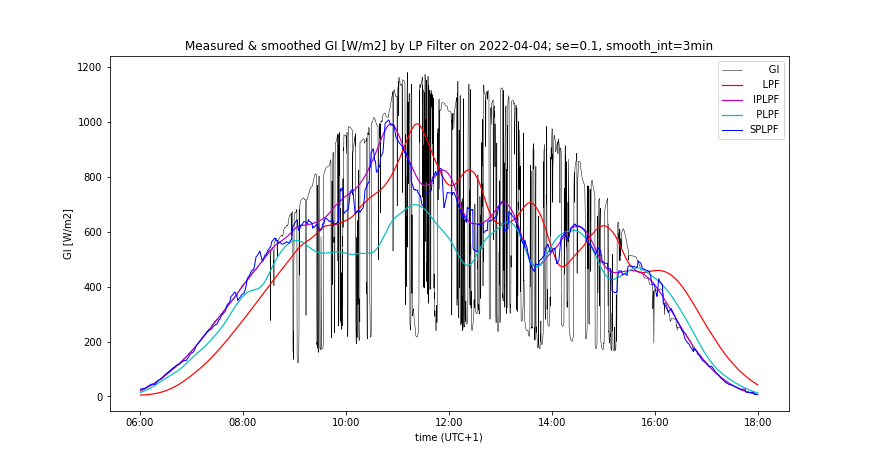 Measured & smoothed GI [W/m2] by LP Filter on 2022-04-04; se=0.1, smooth_int=3min
GI [W/m2]
1200
1000
800
600
400
200
0
GI
LPF
IPLPF
PLPF
SPLPF
06:00 08:00 10:00 12:00 14:00 16:00 18:00
time (UTC+1)